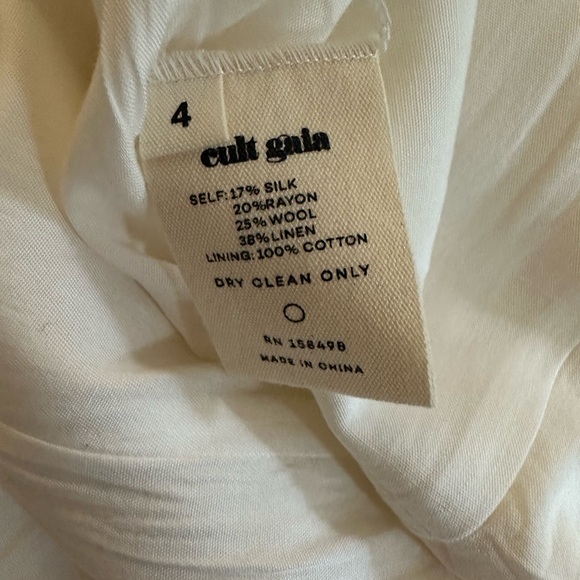 4
cult gaia
SELF: 17% SILK
20% RAYON
25% WOOL
38% LINEN
LINING: 100% COTTON
DRY CLEAN ONLY
RN 158498
MADE IN CHINA